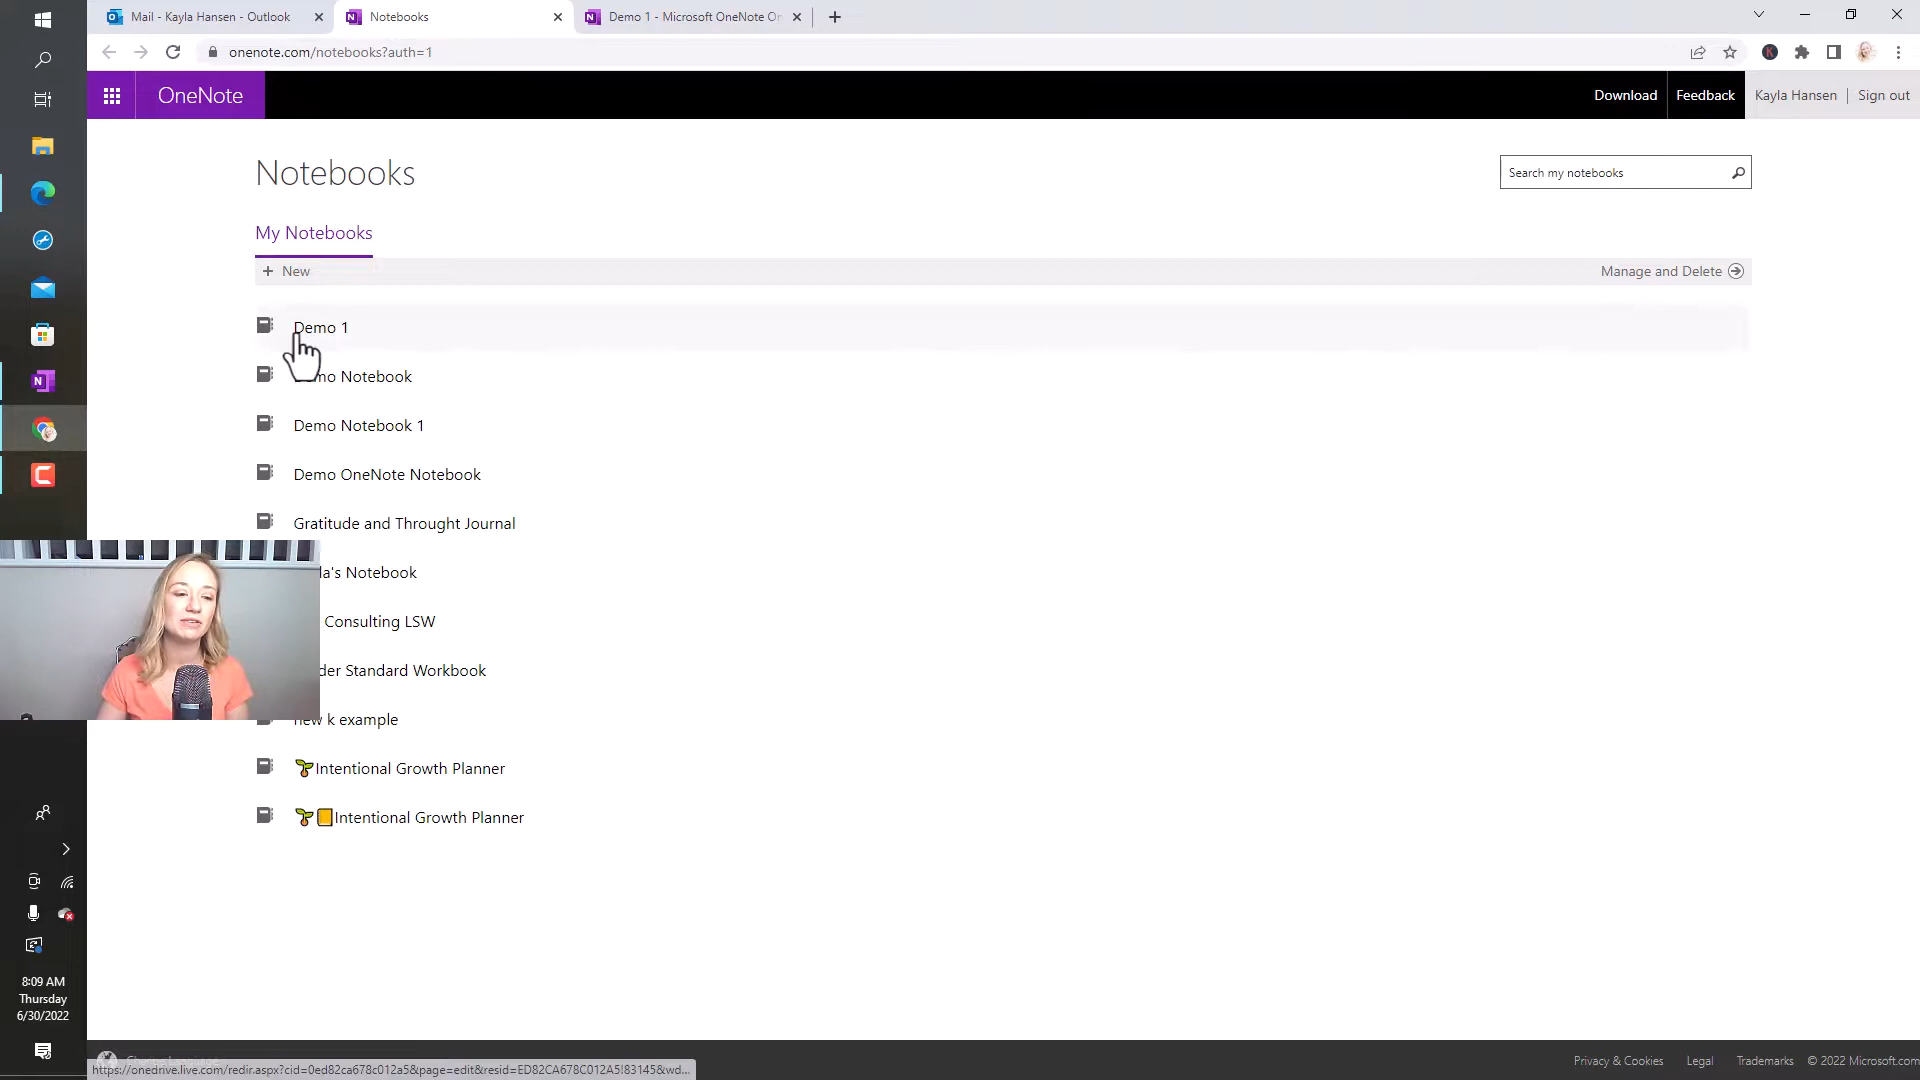 Mail - Kayla Hansen - Outlook
Notebooks
Demo 1 - Microsoft OneNote On
onenote.com/notebooks?auth=1
OneNote
Download
Feedback
Kayla Hansen
Sign out
Notebooks
Search my notebooks
My Notebooks
+ New
Manage and Delete
Demo 1
mo Notebook
Demo Notebook 1
Demo OneNote Notebook
Gratitude and Throught Journal
la's Notebook
Consulting LSW
der Standard Workbook
new k example
Intentional Growth Planner
Intentional Growth Planner
8:09 AM
Thursday
6/30/2022
https://onedrive.live.com/redir.aspx?cid=0ed82ca678c012a5&page=edit&resid=ED82CA678C012A5!83145&wd...
Privacy & Cookies
Legal
Trademarks
© 2022 Microsoft.com